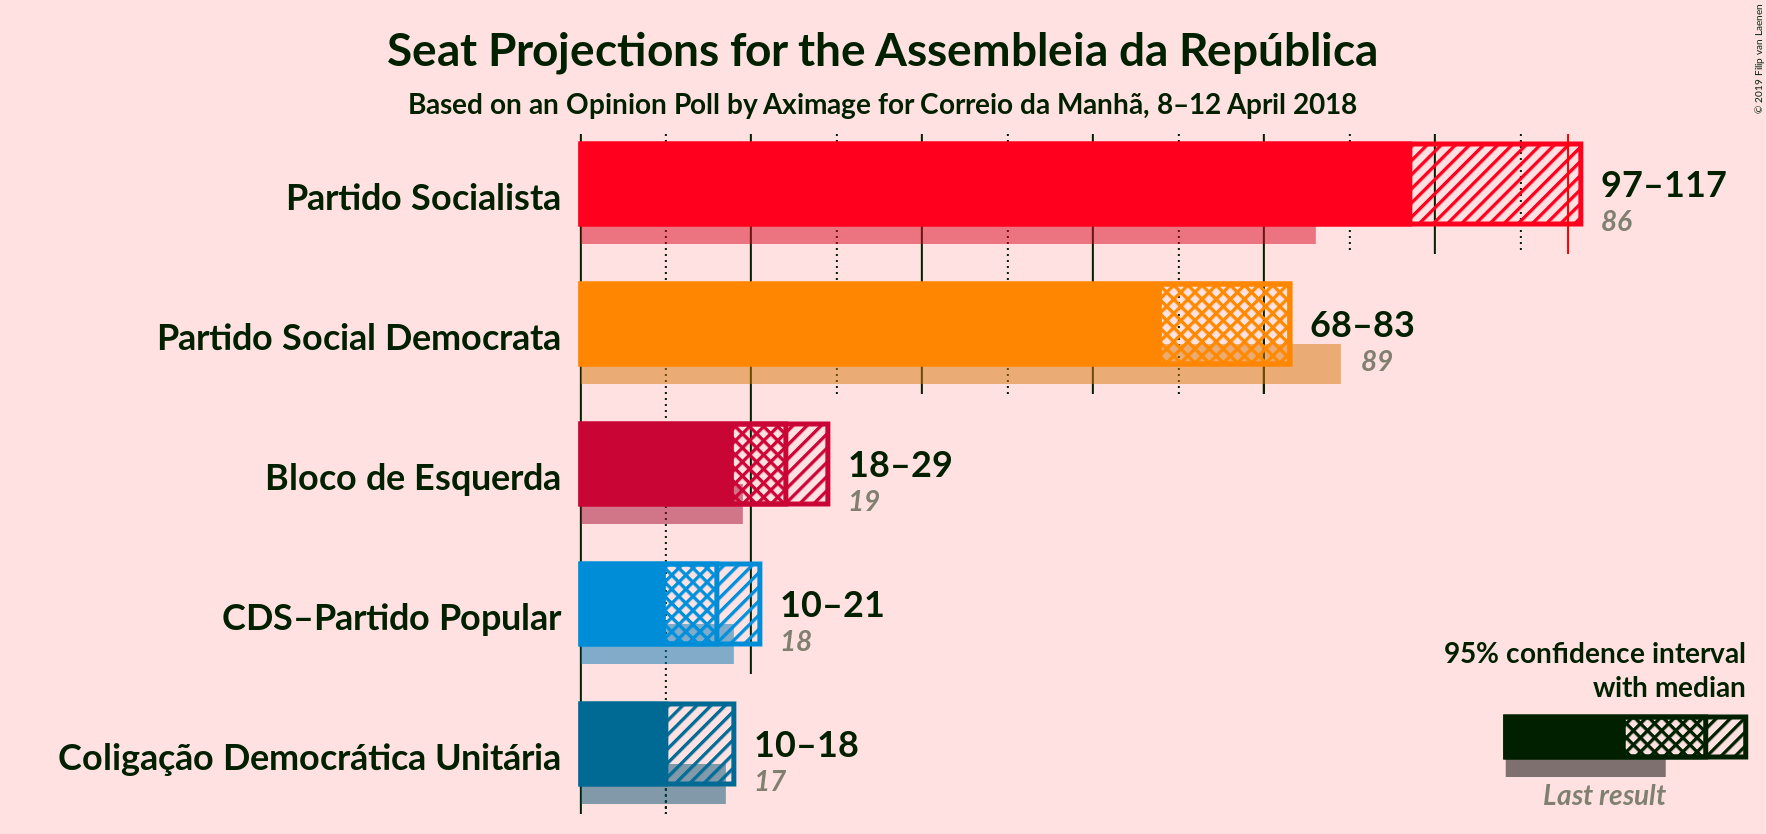 Seat Projections for the Assembleia da República
Based on an Opinion Poll by Aximage for Correio da Manhã, 8–12 April 2018
© 2019 Filip van Laenen
Partido Socialista
97–117
86
Partido Social Democrata
68–83
89
Bloco de Esquerda
18–29
19
CDS–Partido Popular
10–21
18
Coligação Democrática Unitária
10–18
17
95% confidence interval
with median
Last result